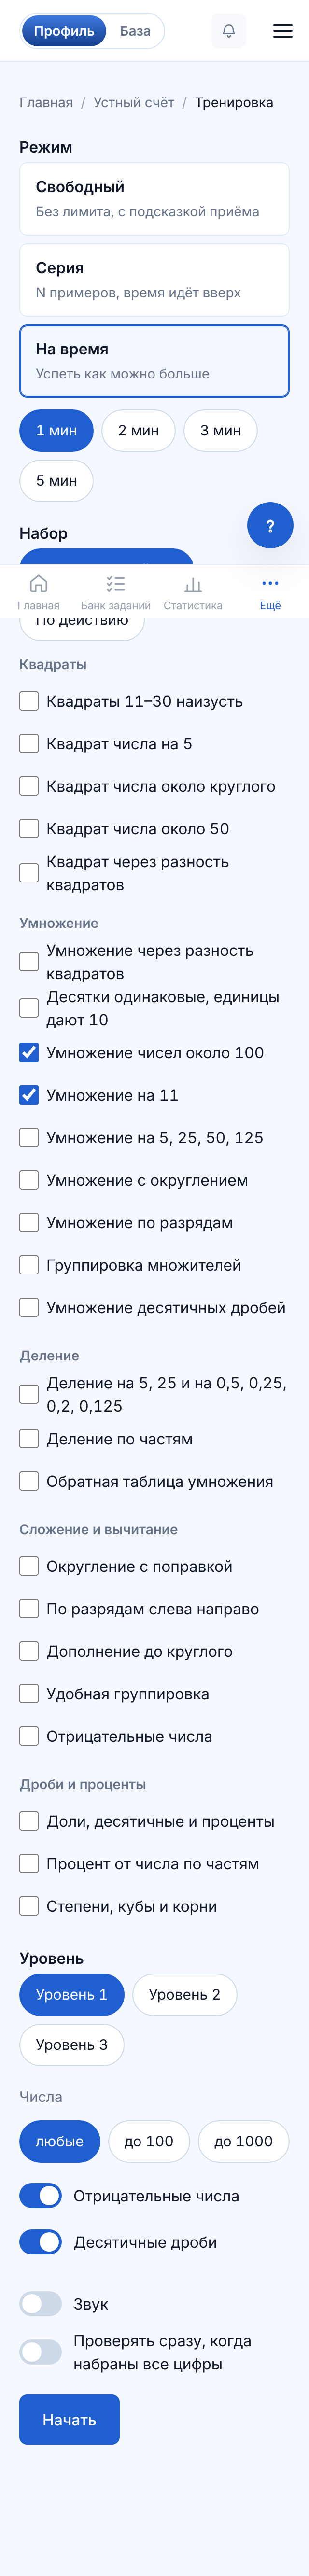 Профиль База
Главная / Устный счёт / Тренировка
Режим
Свободный
Без лимита, с подсказкой приёма
Серия
N примеров, время идёт вверх
На время
Успеть как можно больше
1 мин 2 мин 3 мин
5 мин
Набор
?
Главная Банк заданий Статистика Ещё
По действию
Квадраты
Квадраты 11–30 наизусть
Квадрат числа на 5
Квадрат числа около круглого
Квадрат числа около 50
Квадрат через разность
квадратов
Умножение
Умножение через разность
квадратов
Десятки одинаковые, единицы
дают 10
Умножение чисел около 100
Умножение на 11
Умножение на 5, 25, 50, 125
Умножение с округлением
Умножение по разрядам
Группировка множителей
Умножение десятичных дробей
Деление
Деление на 5, 25 и на 0,5, 0,25,
0,2, 0,125
Деление по частям
Обратная таблица умножения
Сложение и вычитание
Округление с поправкой
По разрядам слева направо
Дополнение до круглого
Удобная группировка
Отрицательные числа
Дроби и проценты
Доли, десятичные и проценты
Процент от числа по частям
Степени, кубы и корни
Уровень
Уровень 1 Уровень 2
Уровень 3
Числа
любые до 100 до 1000
Отрицательные числа
Десятичные дроби
Звук
Проверять сразу, когда
набраны все цифры
Начать